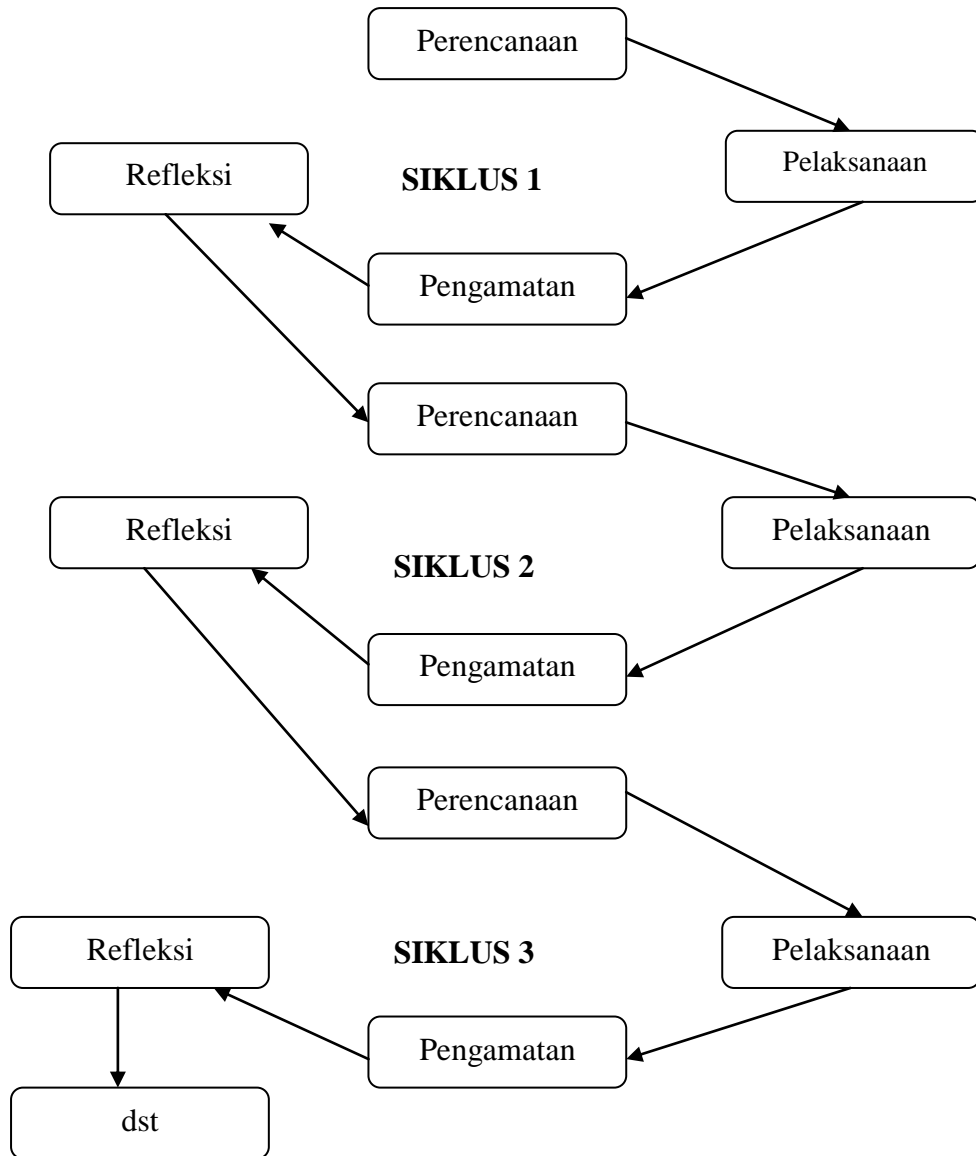 Perencanaan
Pelaksanaan
Refleksi
SIKLUS 1
Pengamatan
Perencanaan
Refleksi
Pelaksanaan
SIKLUS 2
Pengamatan
Perencanaan
Refleksi
SIKLUS 3
Pelaksanaan
Pengamatan
dst